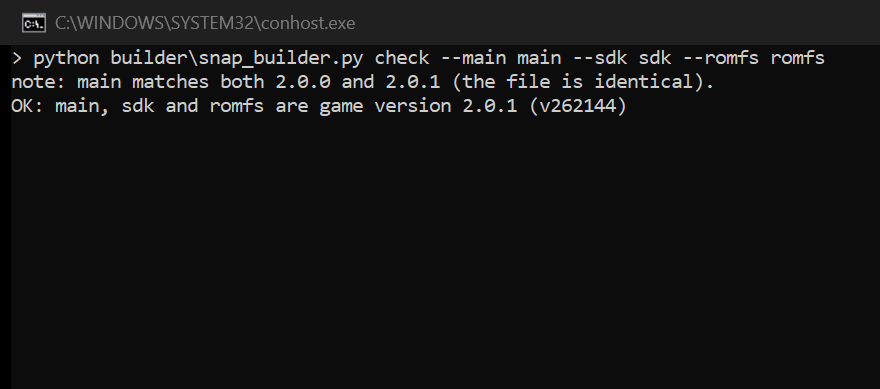 C:\WINDOWS\SYSTEM32\conhost.exe
> python builder\snap_builder.py check --main main --sdk sdk --romfs romfs
note: main matches both 2.0.0 and 2.0.1 (the file is identical).
OK: main, sdk and romfs are game version 2.0.1 (v262144)